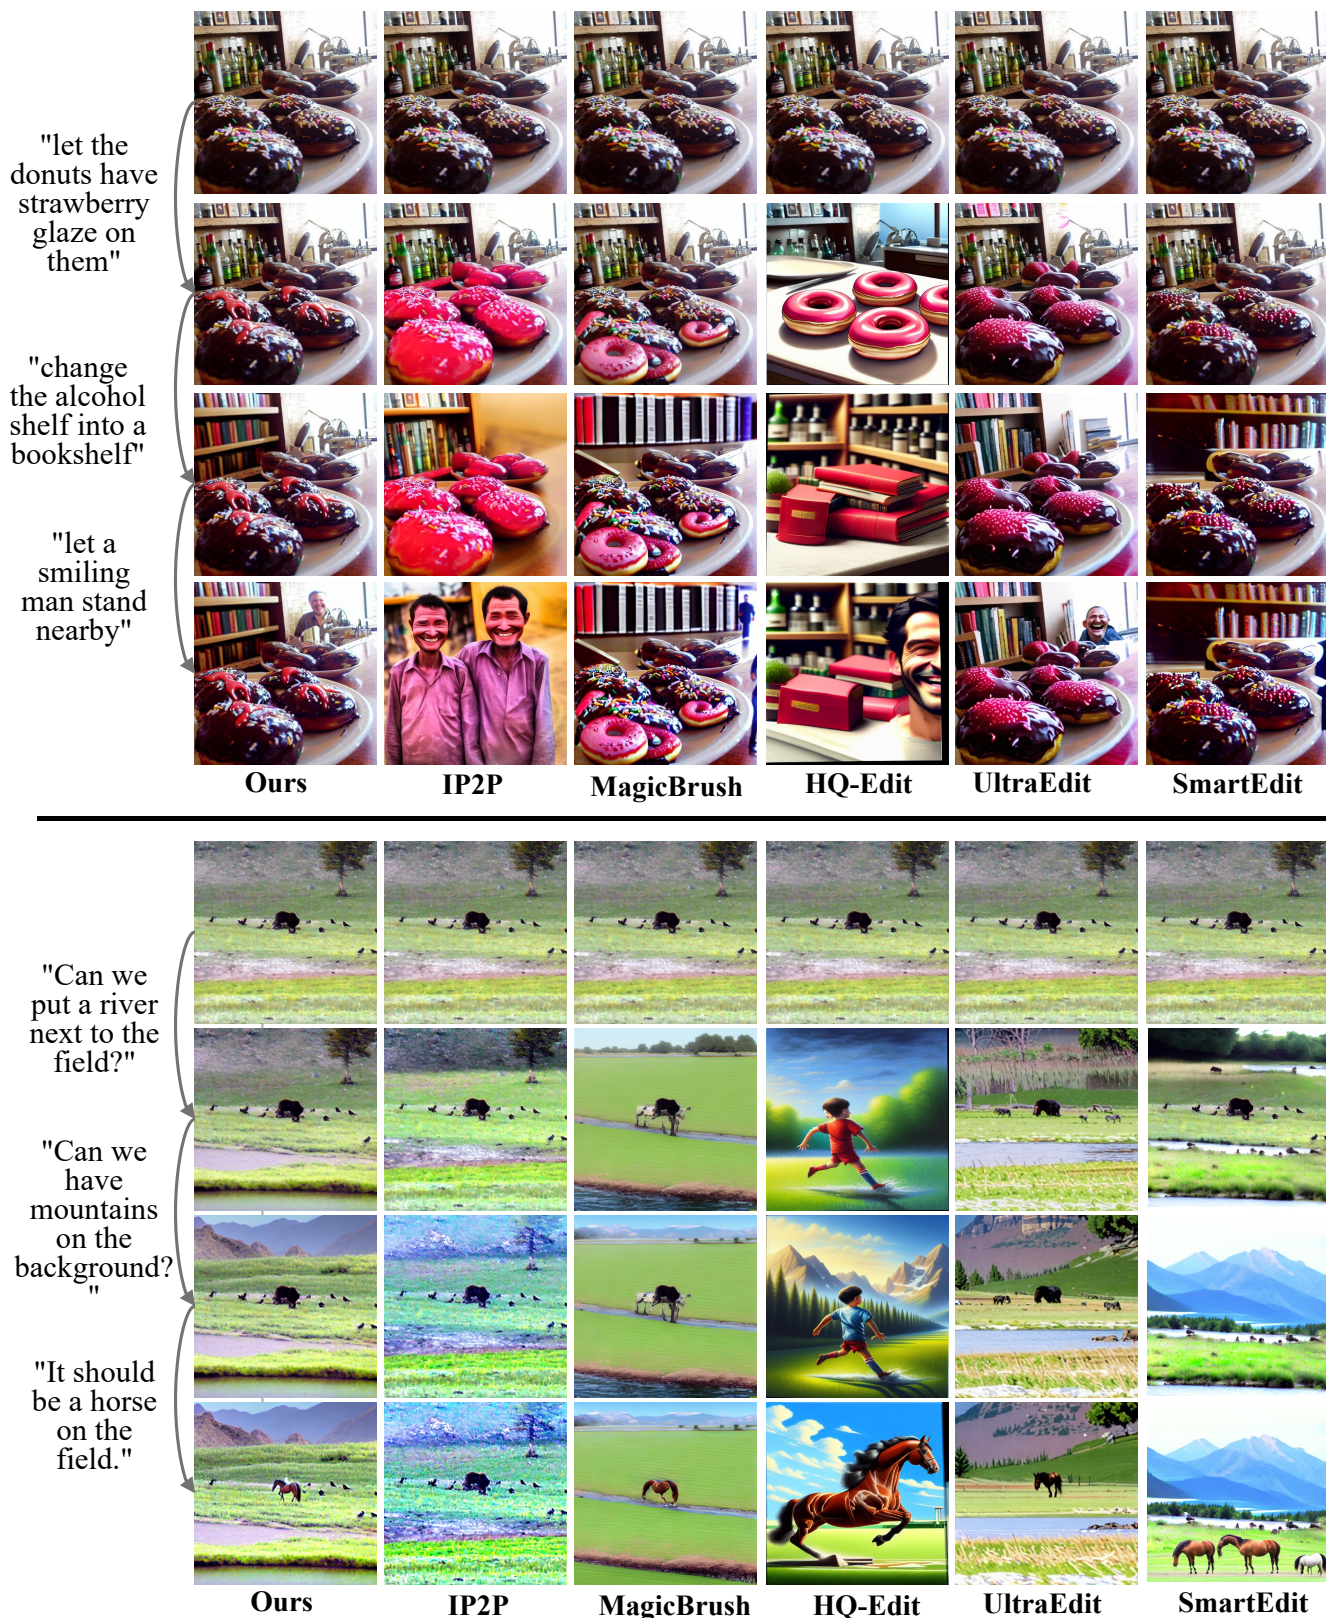 "let the
donuts have
strawberry
glaze on
them"
"change
the alcohol
shelf into a
bookshelf"
"let a
smiling
man stand
nearby"
Ours IP2P MagicBrush HQ-Edit UltraEdit SmartEdit
"Can we
put a river
next to the
field?"
"Can we
have
mountains
on the
background?
"
"It should
be a horse
on the
field."
Ours IP2P MagicBrush HQ-Edit UltraEdit SmartEdit